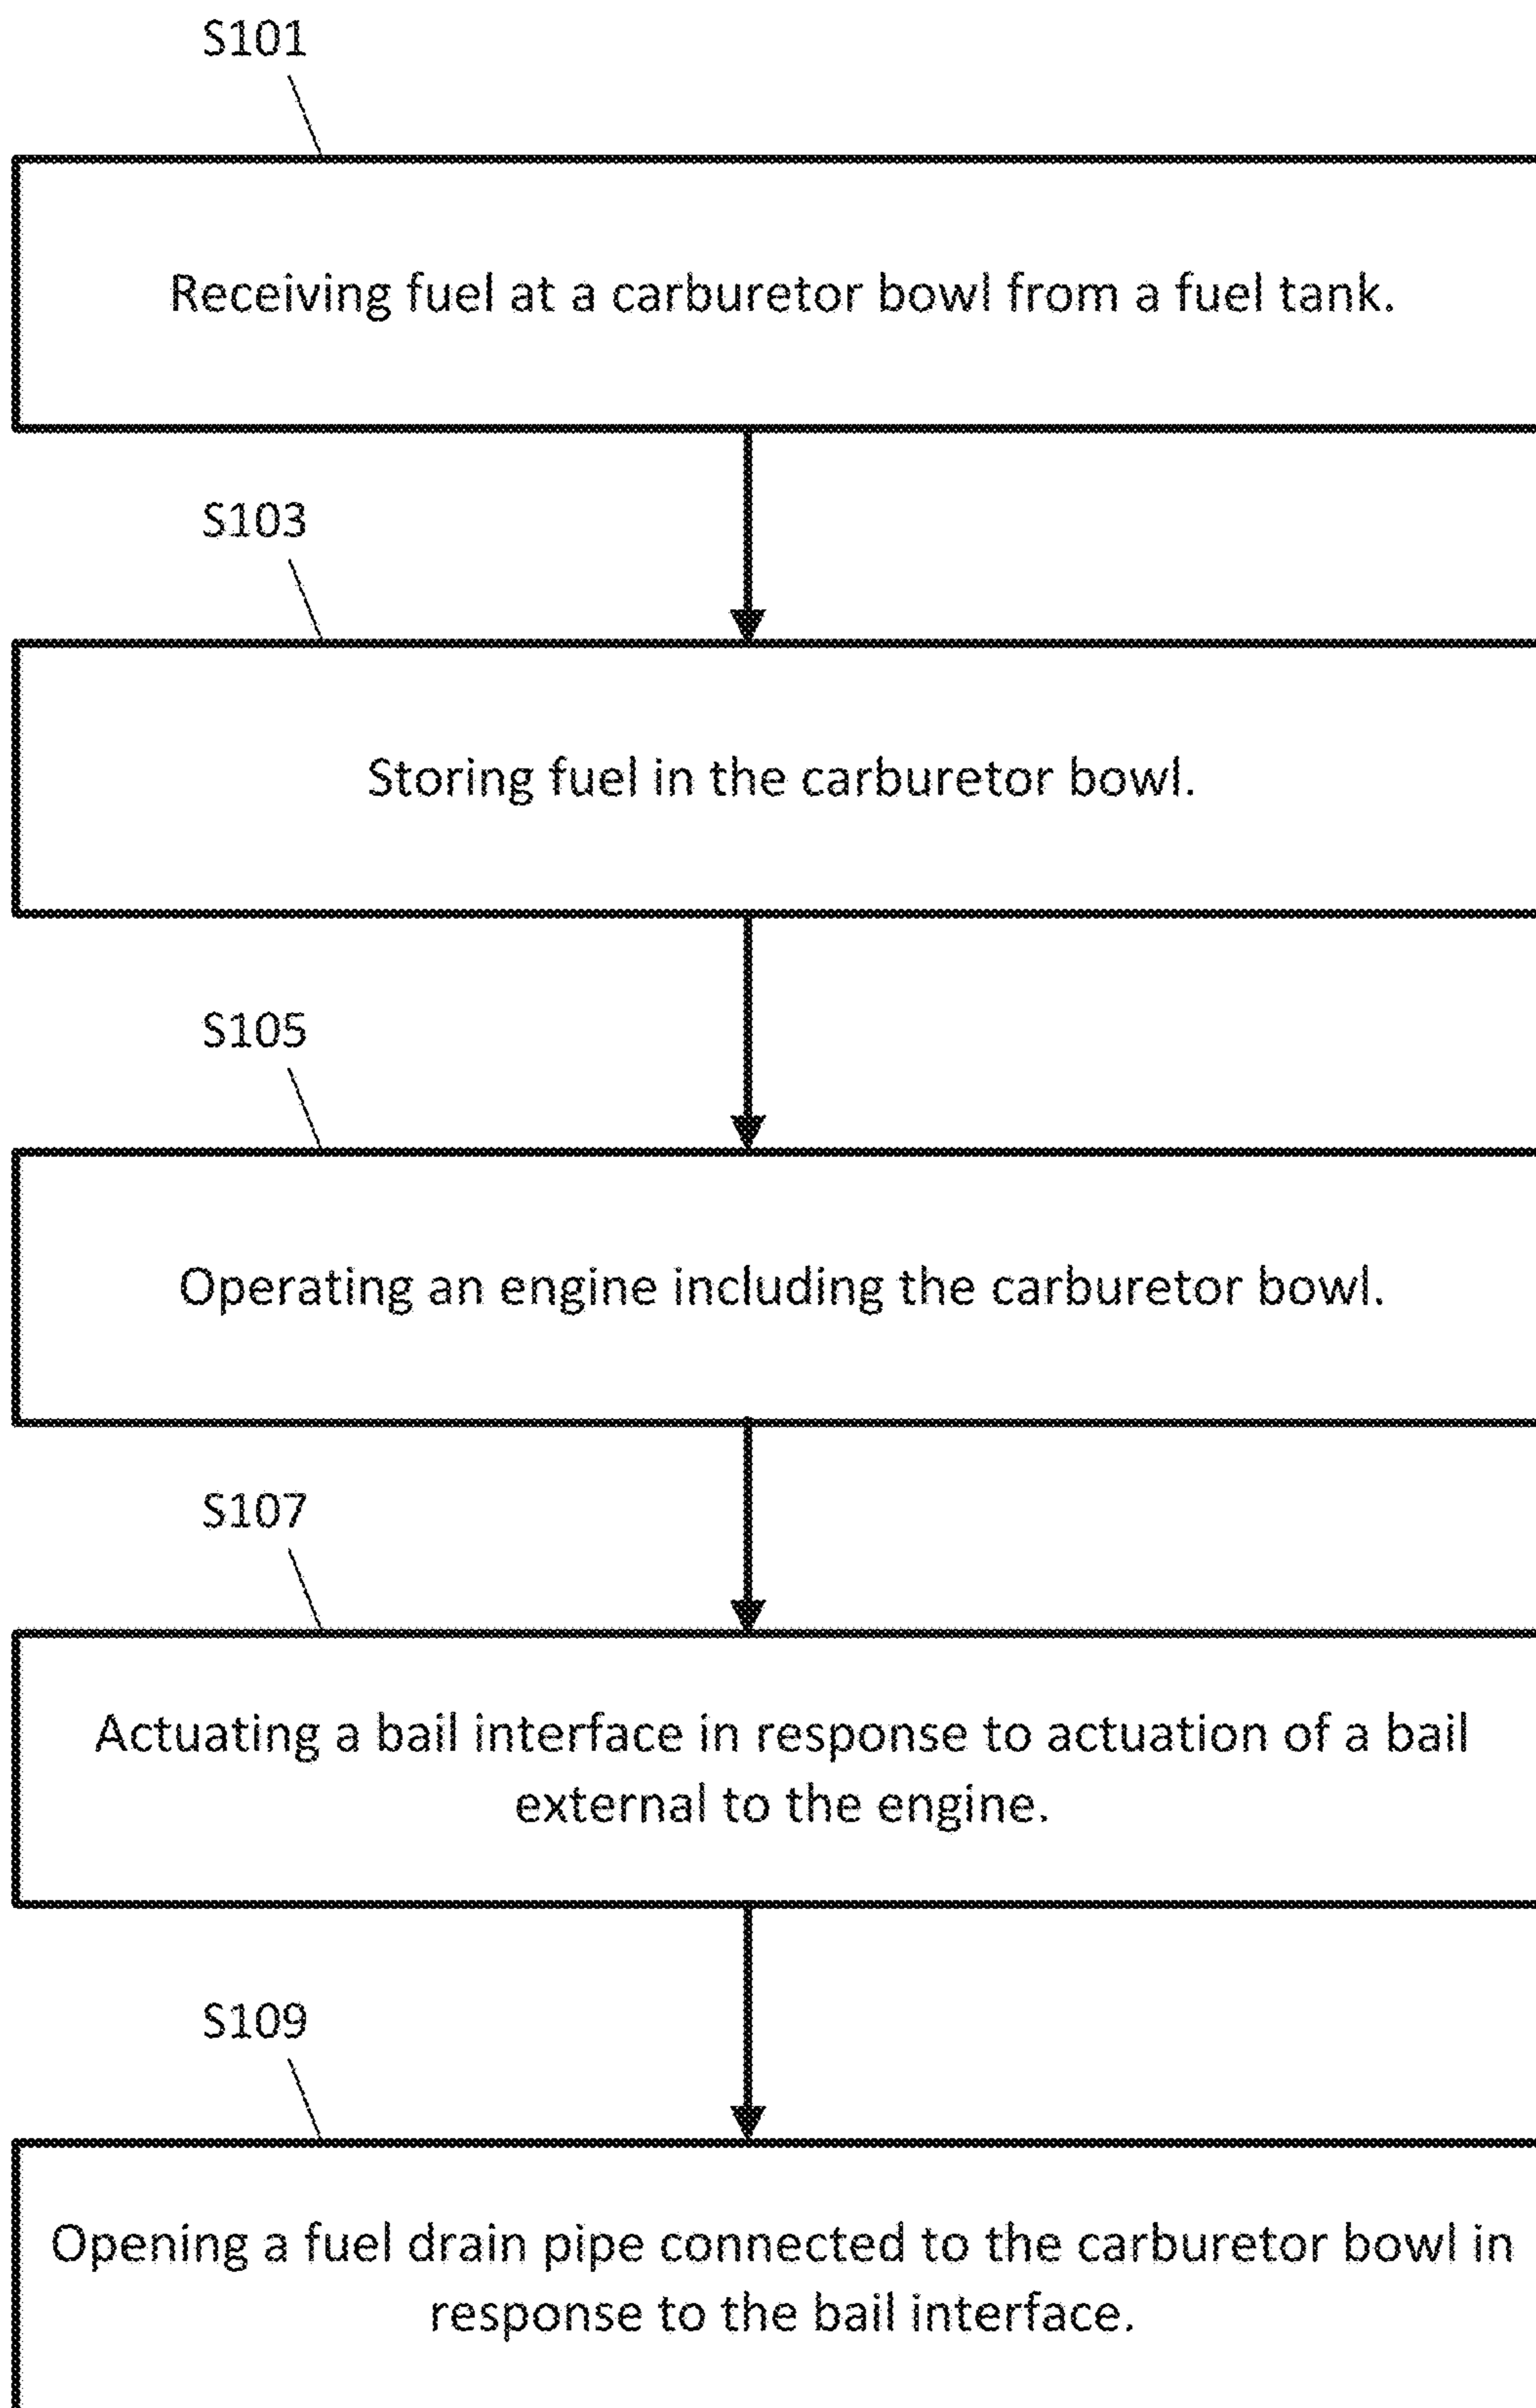 S101
Receiving fuel at a carburetor bowl from a fuel tank.
S103
Storing fuel in the carburetor bowl.
S105
Operating an engine including the carburetor bowl.
S107
Actuating a bail interface in response to actuation of a bail
external to the engine.
S109
Opening a fuel drain pipe connected to the carburetor bowl in
response to the bail interface.